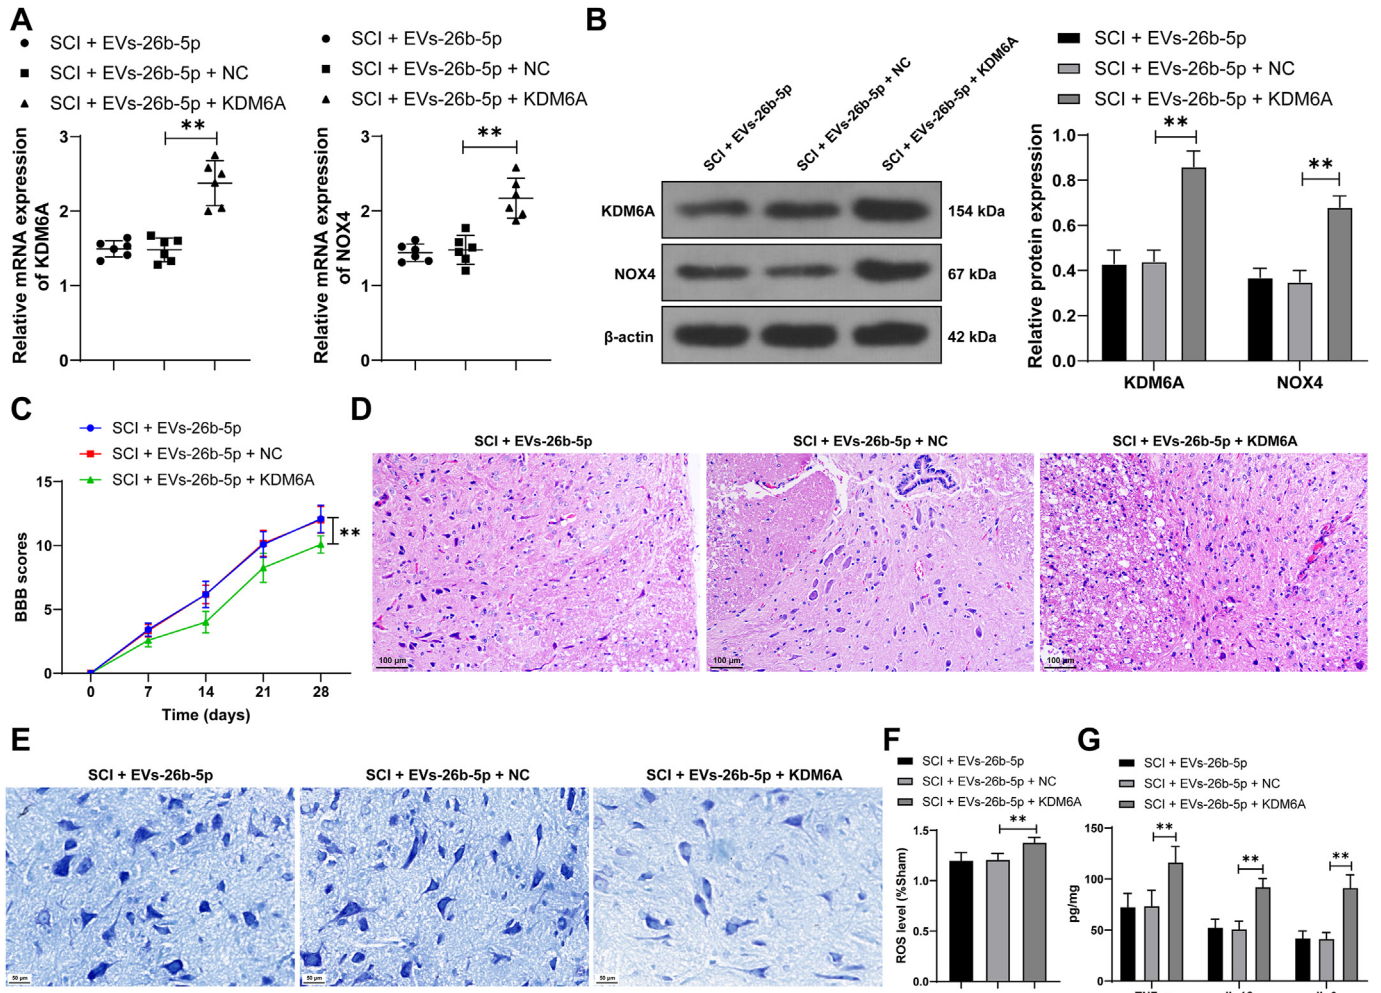 A
SCI + EVs-26b-5p
SCI + EVs-26b-5p + NC
SCI + EVs-26b-5p + KDM6A
Relative mRNA expression
of KDM6A
3
2
1
0
**
SCI + EVs-26b-5p
SCI + EVs-26b-5p + NC
SCI + EVs-26b-5p + KDM6A
Relative mRNA expression
of NOX4
3
2
1
0
**
B
SCI + EVs-26b-5p
SCI + EVs-26b-5p + NC
SCI + EVs-26b-5p + KDM6A
KDM6A
154 kDa
NOX4
67 kDa
β-actin
42 kDa
SCI + EVs-26b-5p
SCI + EVs-26b-5p + NC
SCI + EVs-26b-5p + KDM6A
Relative protein expression
1.0
0.8
0.6
0.4
0.2
0.0
**
**
KDM6A
NOX4
C
SCI + EVs-26b-5p
SCI + EVs-26b-5p + NC
SCI + EVs-26b-5p + KDM6A
BBB scores
15
10
5
0
**
0 7 14 21 28
Time (days)
D
SCI + EVs-26b-5p
SCI + EVs-26b-5p + NC
SCI + EVs-26b-5p + KDM6A
100 µm
100 µm
100 µm
E
SCI + EVs-26b-5p
SCI + EVs-26b-5p + NC
SCI + EVs-26b-5p + KDM6A
50 µm
50 µm
50 µm
F
SCI + EVs-26b-5p
SCI + EVs-26b-5p + NC
SCI + EVs-26b-5p + KDM6A
ROS level (%Sham)
1.5
1.0
0.5
0.0
**
G
SCI + EVs-26b-5p
SCI + EVs-26b-5p + NC
SCI + EVs-26b-5p + KDM6A
pg/mg
150
100
50
0
**
**
**